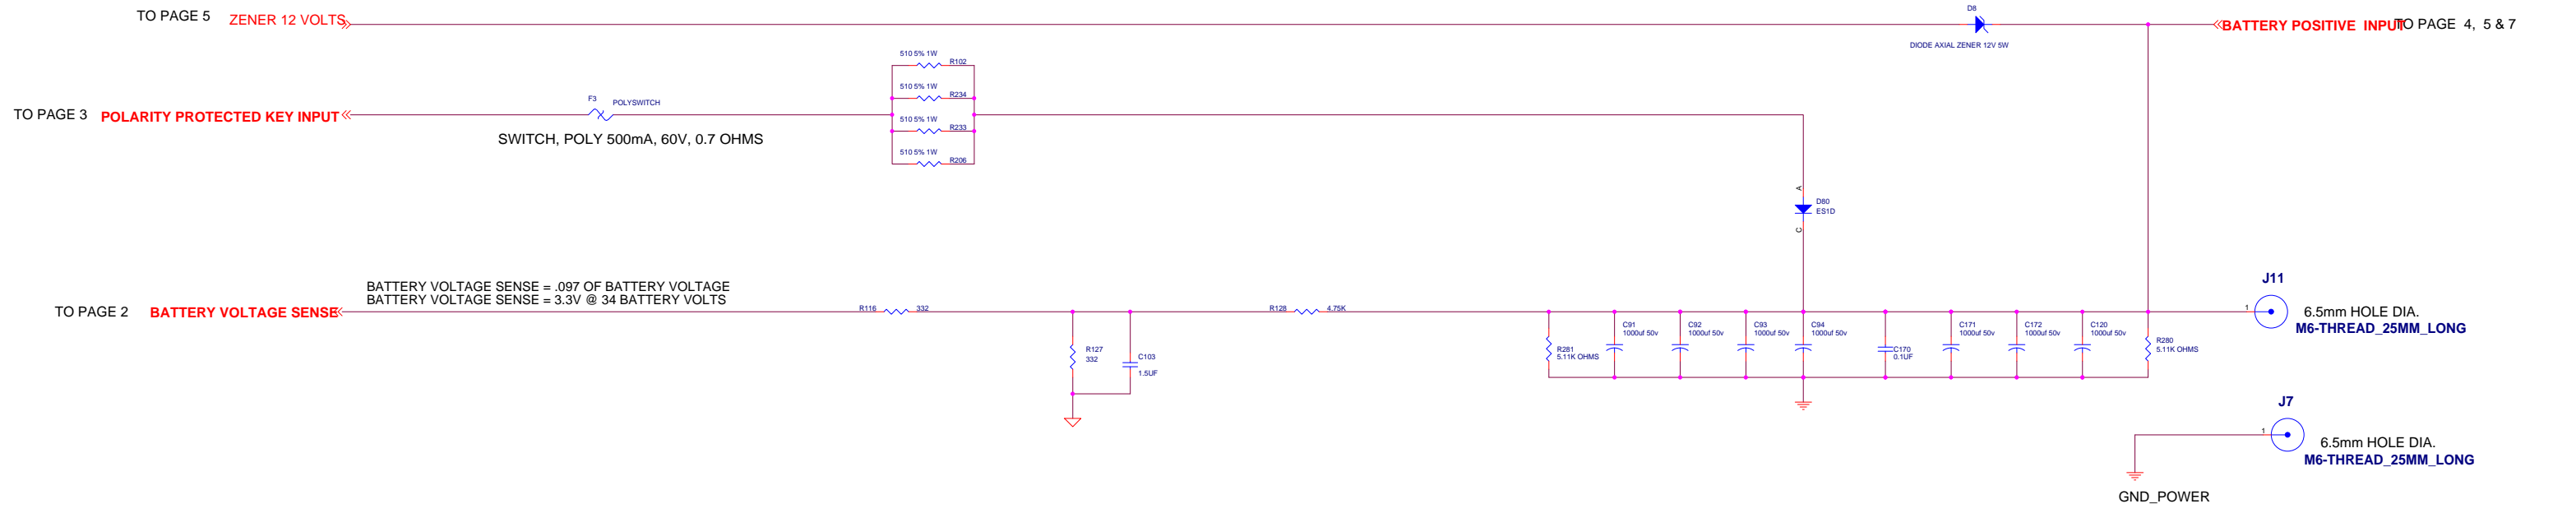 TO PAGE 5
ZENER 12 VOLTS
D8
DIODE AXIAL ZENER 12V 5W
BATTERY POSITIVE INPUT
TO PAGE 4, 5 & 7
510 5% 1W
R102
510 5% 1W
R234
510 5% 1W
R233
510 5% 1W
R206
TO PAGE 3
POLARITY PROTECTED KEY INPUT
F3
POLYSWITCH
SWITCH, POLY 500mA, 60V, 0.7 OHMS
A
D80
ES1D
C
BATTERY VOLTAGE SENSE = .097 OF BATTERY VOLTAGE
BATTERY VOLTAGE SENSE = 3.3V @ 34 BATTERY VOLTS
TO PAGE 2
BATTERY VOLTAGE SENSE
R116
332
R128
4.75K
R127
332
C103
1.5UF
R281
5.11K OHMS
C91
1000uf 50v
C92
1000uf 50v
C93
1000uf 50v
C94
1000uf 50v
C170
0.1UF
C171
1000uf 50v
C172
1000uf 50v
C120
1000uf 50v
R280
5.11K OHMS
J11
1
6.5mm HOLE DIA.
M6-THREAD_25MM_LONG
J7
1
6.5mm HOLE DIA.
M6-THREAD_25MM_LONG
GND_POWER